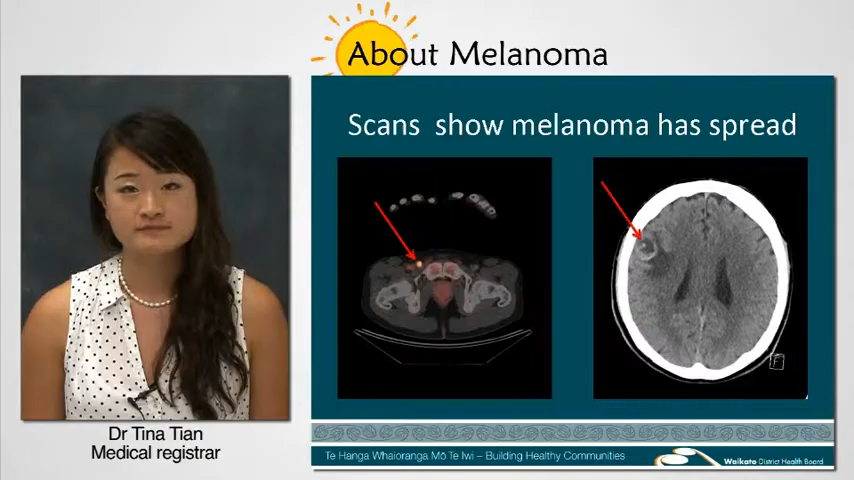 About Melanoma
Scans show melanoma has spread
F
Dr Tina Tian
Medical registrar
Te Hanga Whaioranga Mō Te Iwi – Building Healthy Communities
Waikato District Health Board